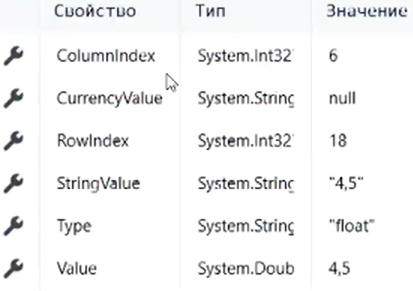 Свойство Тип Значение
ColumnIndex System.Int32 6
CurrencyValue System.String null
RowIndex System.Int32 18
StringValue System.String "4,5"
Type System.String "float"
Value System.Doub 4,5